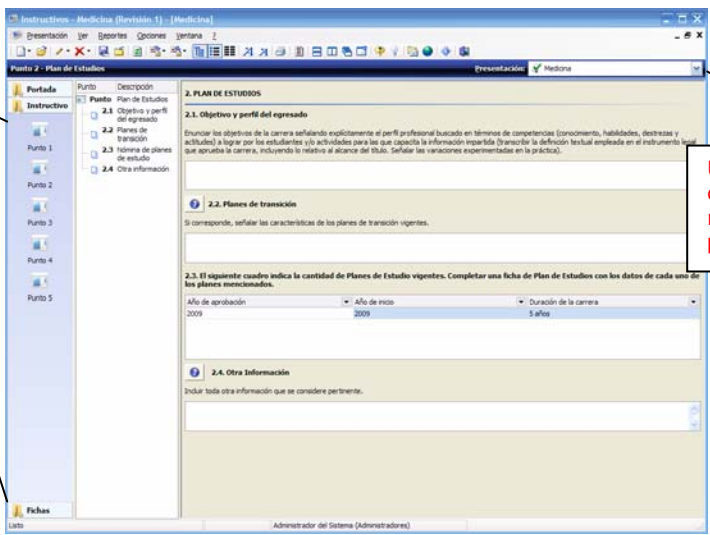 Instructivos - Medicina (Revisión 1) - [Medicina]
Presentación Ver Reportes Opciones Ventana ?
Punto 2 - Plan de Estudios
Presentación: Medicina
Portada
Instructivo
Punto 1
Punto 2
Punto 3
Punto 4
Punto 5
Fichas
Punto Descripción
Punto Plan de Estudios
2.1 Objetivo y perfil
del egresado
2.2 Planes de
transición
2.3 Nómina de planes
de estudio
2.4 Otra información
2. PLAN DE ESTUDIOS
2.1. Objetivo y perfil del egresado
Enunciar los objetivos de la carrera señalando explícitamente el perfil profesional buscado en términos de competencias (conocimiento, habilidades, destrezas y
actitudes) a lograr por los estudiantes y/o actividades para las que capacita la información impartida (transcribir la definición textual empleada en el instrumento legal
que aprueba la carrera, incluyendo lo relativo al alcance del título. Señalar las variaciones experimentadas en la práctica).
2.2. Planes de transición
Si corresponde, señalar las características de los planes de transición vigentes.
2.3. El siguiente cuadro indica la cantidad de Planes de Estudio vigentes. Completar una ficha de Plan de Estudios con los datos de cada uno de
los planes mencionados.
Año de aprobación Año de inicio Duración de la carrera
2009 2009 5 años
2.4. Otra Información
Incluir toda otra información que se considere pertinente.
Listo
Administrador del Sistema (Administradores)